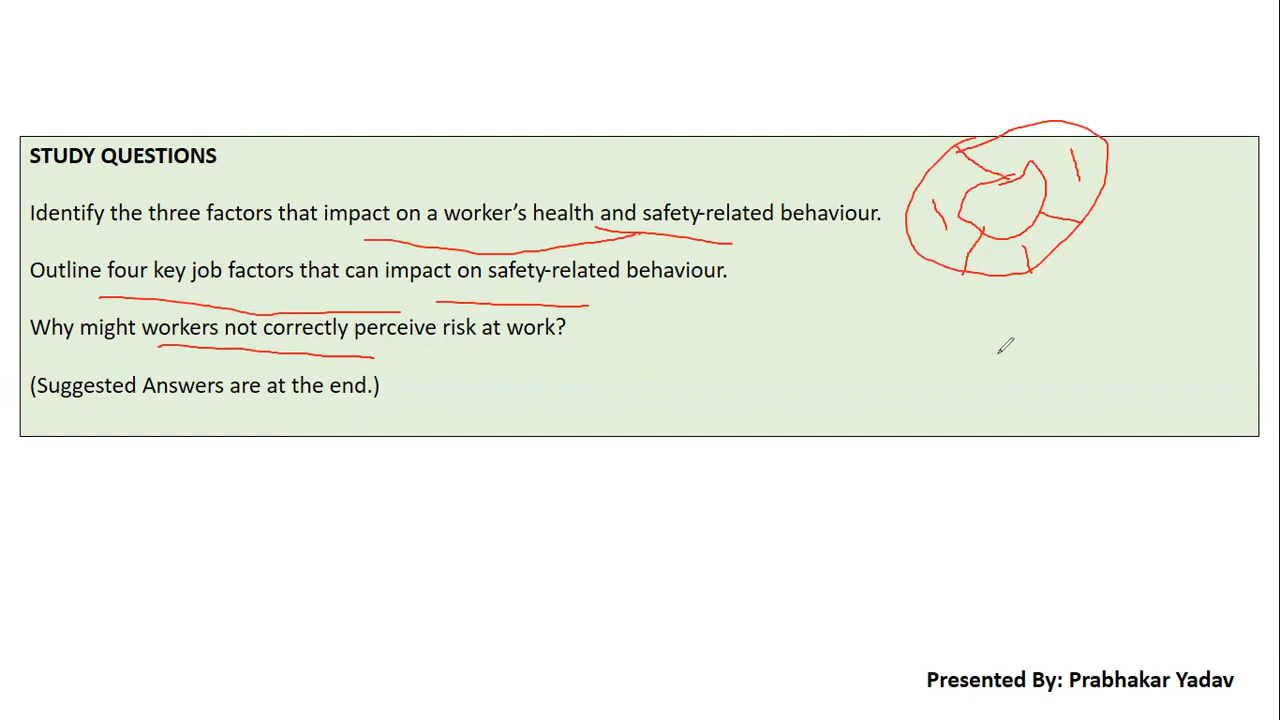 STUDY QUESTIONS
Identify the three factors that impact on a worker’s health and safety-related behaviour.
Outline four key job factors that can impact on safety-related behaviour.
Why might workers not correctly perceive risk at work?
(Suggested Answers are at the end.)
Presented By: Prabhakar Yadav